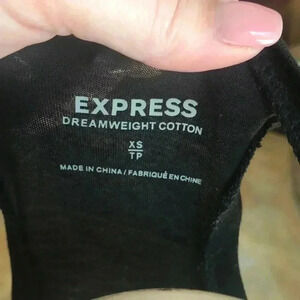 EXPRESS
DREAMWEIGHT COTTON
XS
TP
MADE IN CHINA / FABRIQUÉ EN CHINE